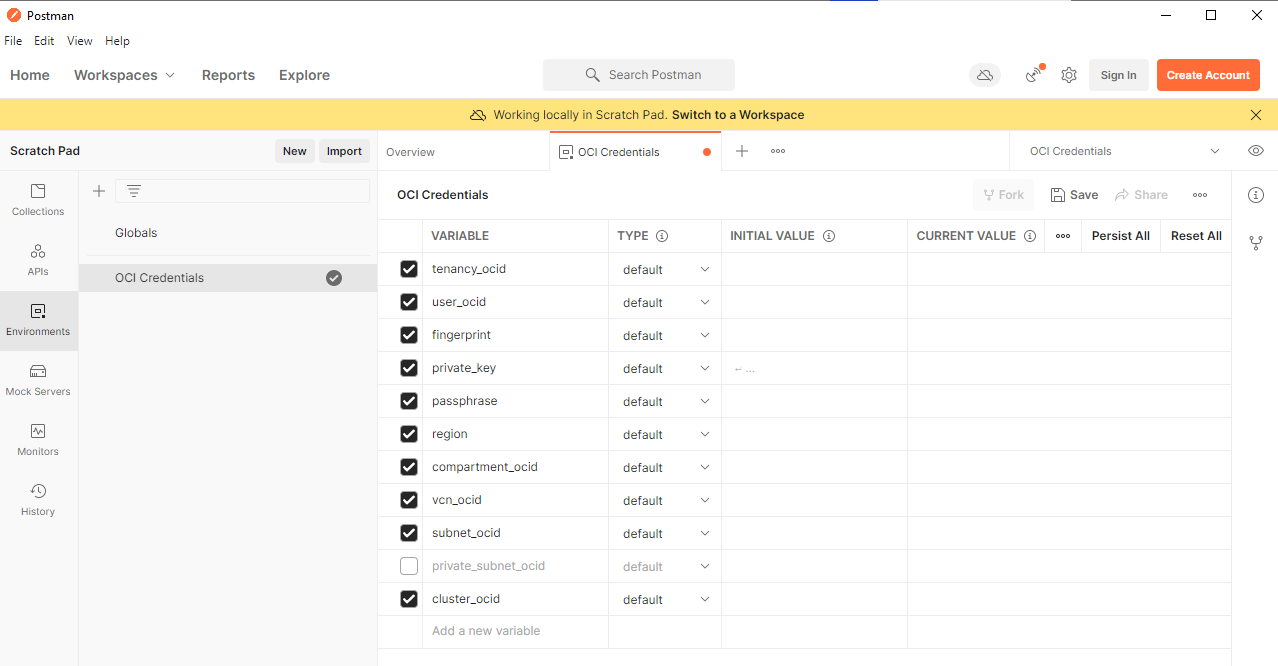 Postman
File Edit View Help
Home Workspaces Reports Explore Search Postman Sign In Create Account
Working locally in Scratch Pad. Switch to a Workspace
Scratch Pad New Import Overview OCI Credentials OCI Credentials
Collections
APIs
Environments
Mock Servers
Monitors
History
Globals
OCI Credentials
OCI Credentials Fork Save Share
VARIABLE TYPE INITIAL VALUE CURRENT VALUE Persist All Reset All
tenancy_ocid default
user_ocid default
fingerprint default
private_key default ↵ ...
passphrase default
region default
compartment_ocid default
vcn_ocid default
subnet_ocid default
private_subnet_ocid default
cluster_ocid default
Add a new variable